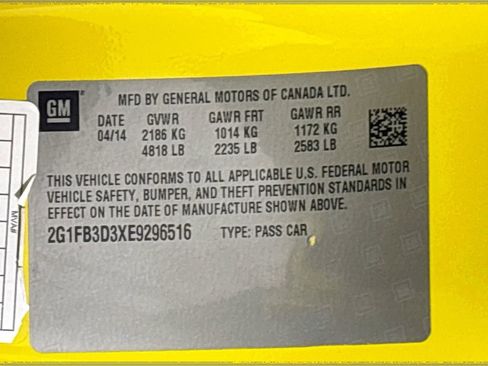 GM
MFD BY GENERAL MOTORS OF CANADA LTD.
DATE GVWR GAWR FRT GAWR RR
04/14 2186 KG 1014 KG 1172 KG
4818 LB 2235 LB 2583 LB
THIS VEHICLE CONFORMS TO ALL APPLICABLE U.S. FEDERAL MOTOR
VEHICLE SAFETY, BUMPER, AND THEFT PREVENTION STANDARDS IN
EFFECT ON THE DATE OF MANUFACTURE SHOWN ABOVE.
2G1FB3D3XE9296516 TYPE: PASS CAR
MVA#